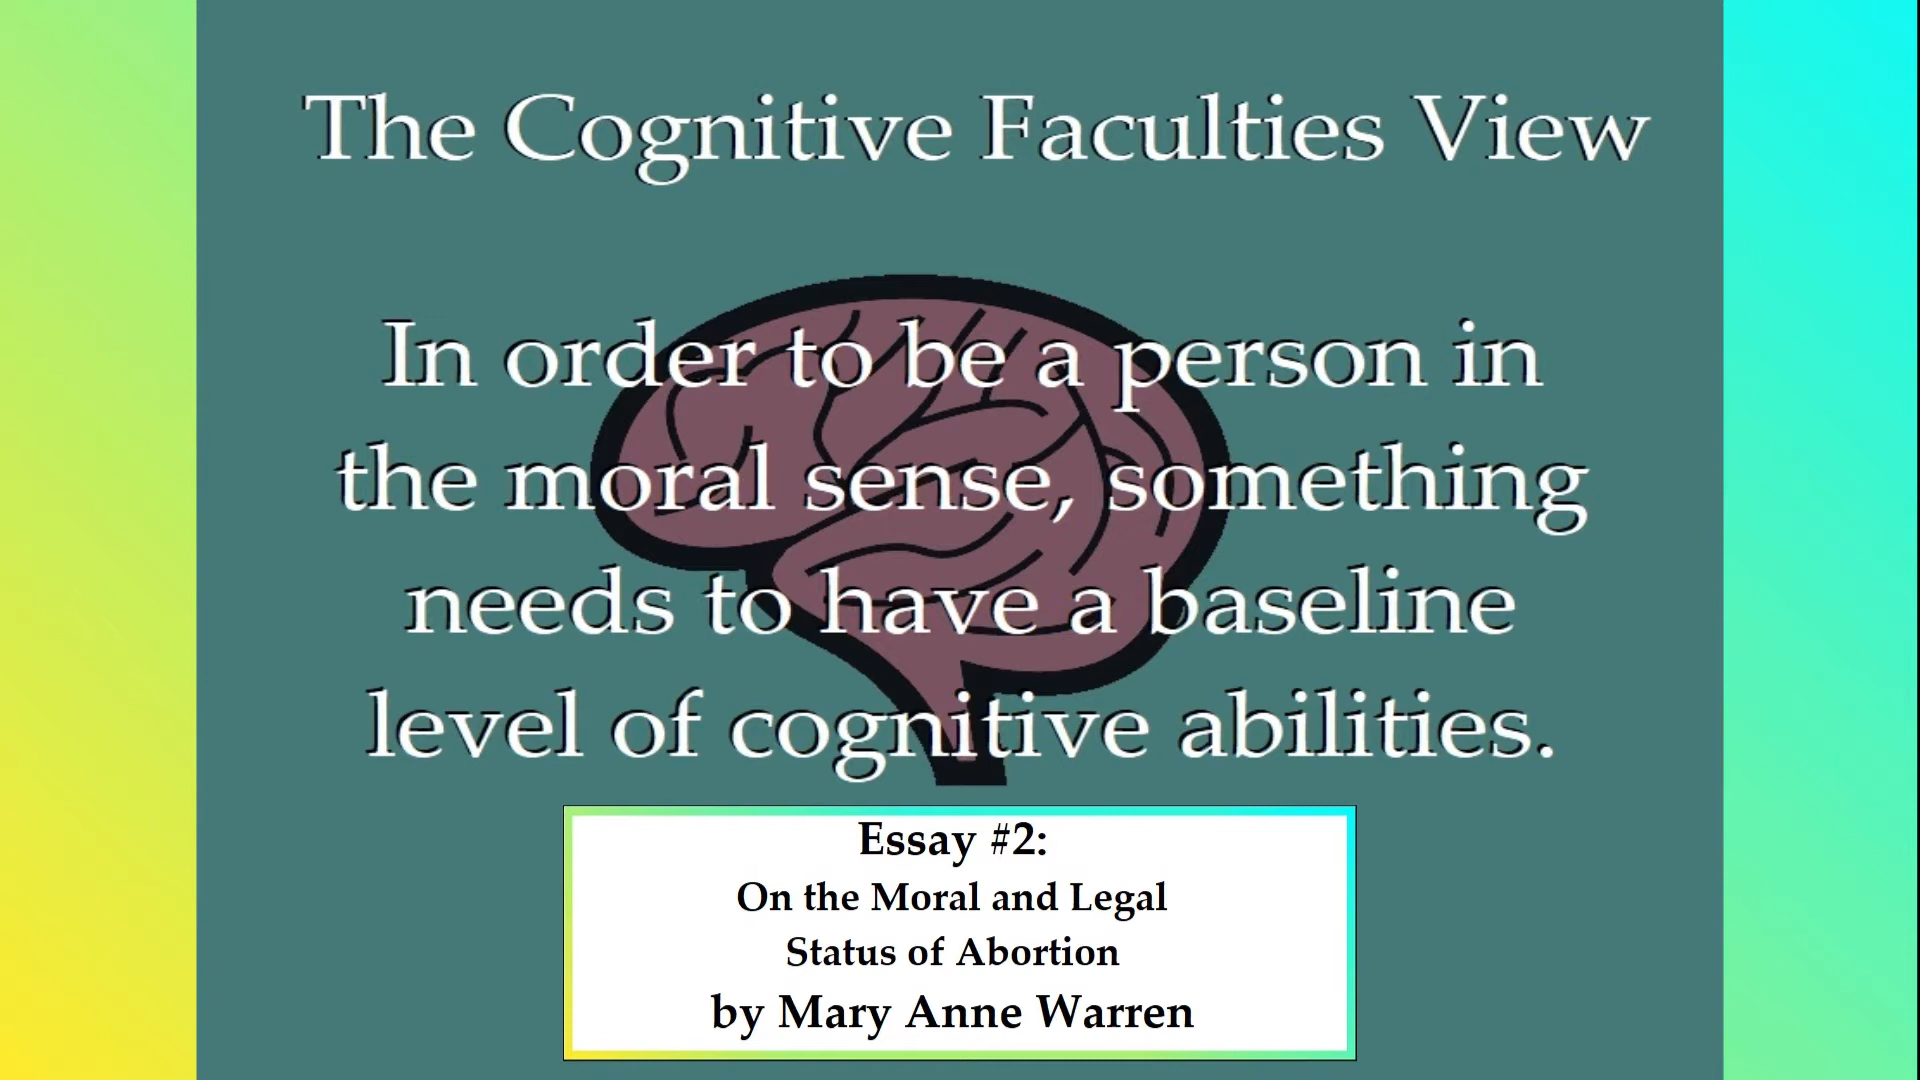 The Cognitive Faculties View
In order to be a person in
the moral sense, something
needs to have a baseline
level of cognitive abilities.
Essay #2:
On the Moral and Legal
Status of Abortion
by Mary Anne Warren